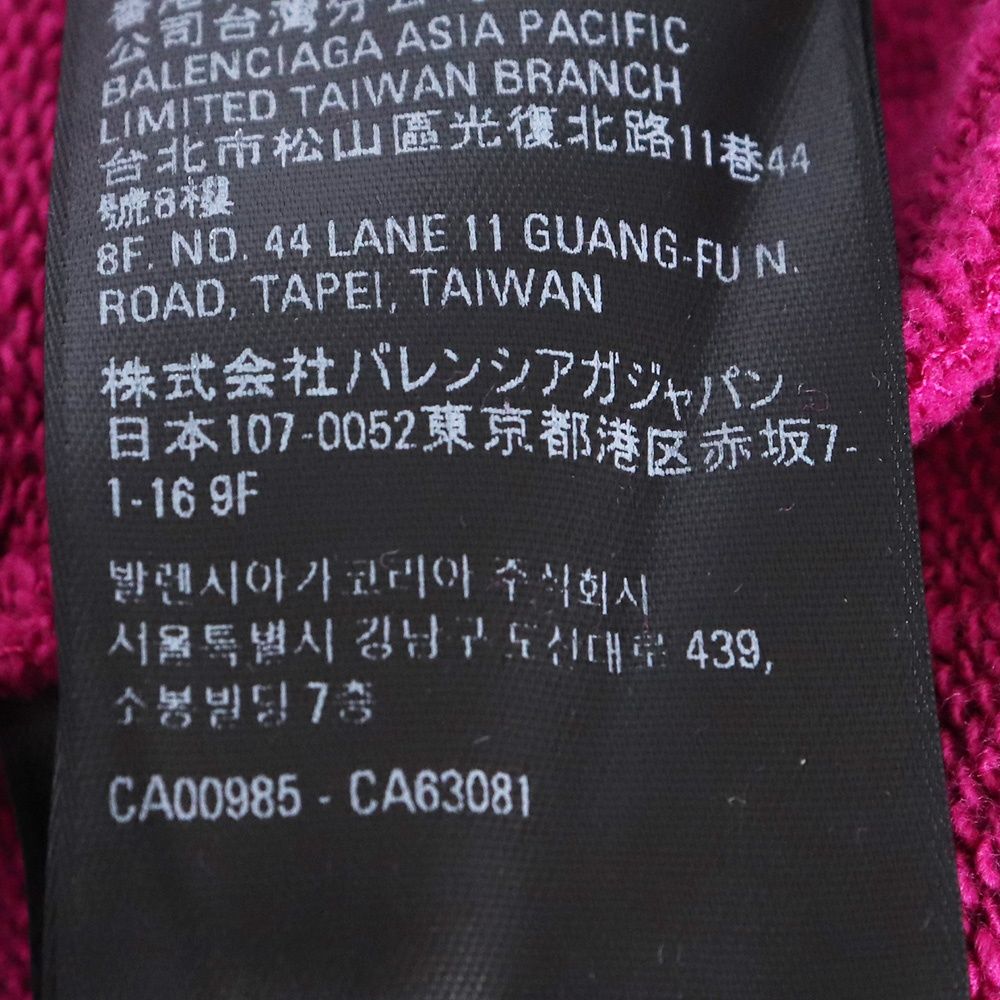 公司台灣分公
BALENCIAGA ASIA PACIFIC
LIMITED TAIWAN BRANCH
台北市松山區光復北路11巷44
號8樓
8F. NO. 44 LANE 11 GUANG-FU N.
ROAD, TAPEI, TAIWAN
株式会社バレンシアガジャパン
日本107-0052東京都港区赤坂7-
1-16 9F
발렌시아가코리아 주식회사
서울특별시 강남구 도산대로 439,
소봉빌딩 7층
CA00985 - CA63081